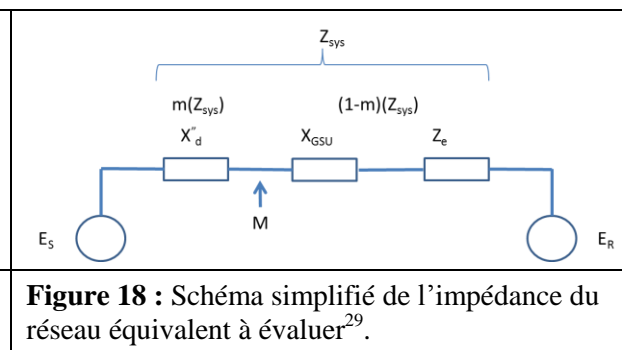 Zsys
m(Zsys) (1-m)(Zsys)
X"d XGSU Ze
M
ES ER
Figure 18 : Schéma simplifié de l'impédance du
réseau équivalent à évaluer29.